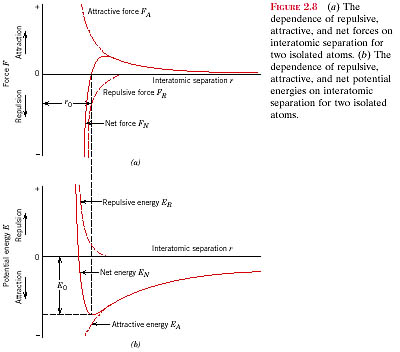 FIGURE 2.8 (a) The
dependence of repulsive,
attractive, and net forces on
interatomic separation for
two isolated atoms. (b) The
dependence of repulsive,
attractive, and net potential
energies on interatomic
separation for two isolated
atoms.
+
Attractive force FA
Attraction
Force F
0
Interatomic separation r
Repulsion
r0
Repulsive force FR
Net force FN
–
(a)
+
Repulsive energy ER
Repulsion
Potential energy E
Interatomic separation r
0
Net energy EN
E0
Attraction
Attractive energy EA
–
(b)